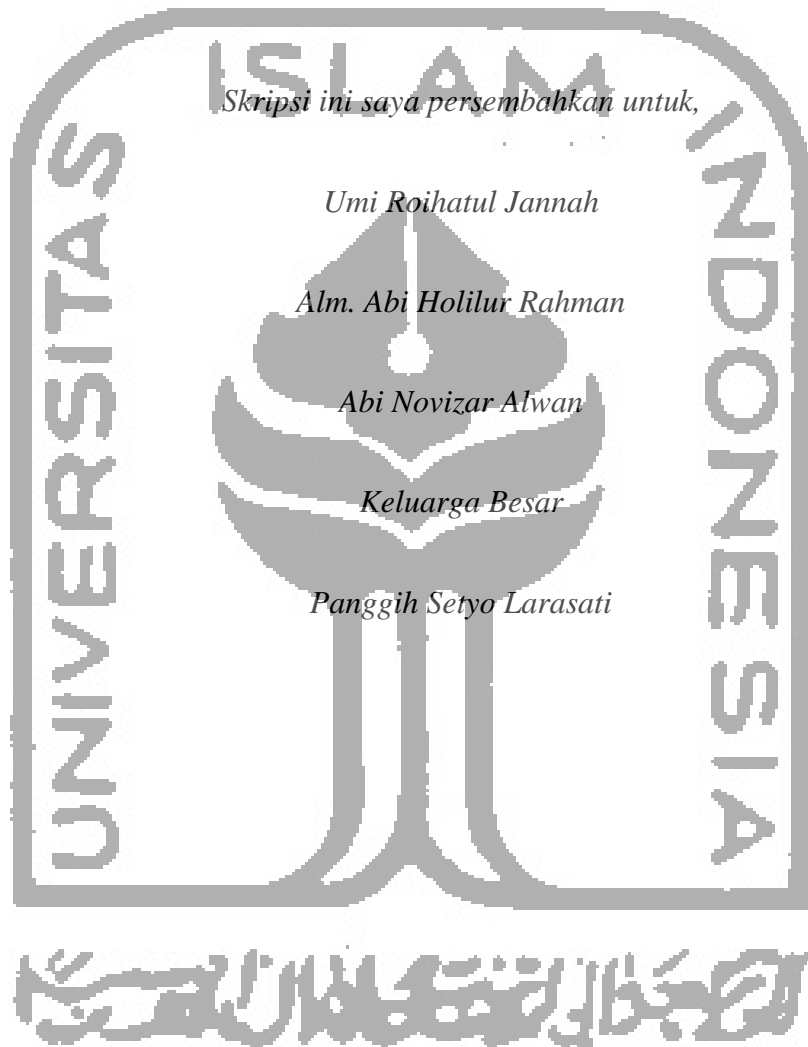 ISLAM
UNIVERSITAS
INDONESIA
Skripsi ini saya persembahkan untuk,
Umi Roihatul Jannah
Alm. Abi Holilur Rahman
Abi Novizar Alwan
Keluarga Besar
Panggih Setyo Larasati